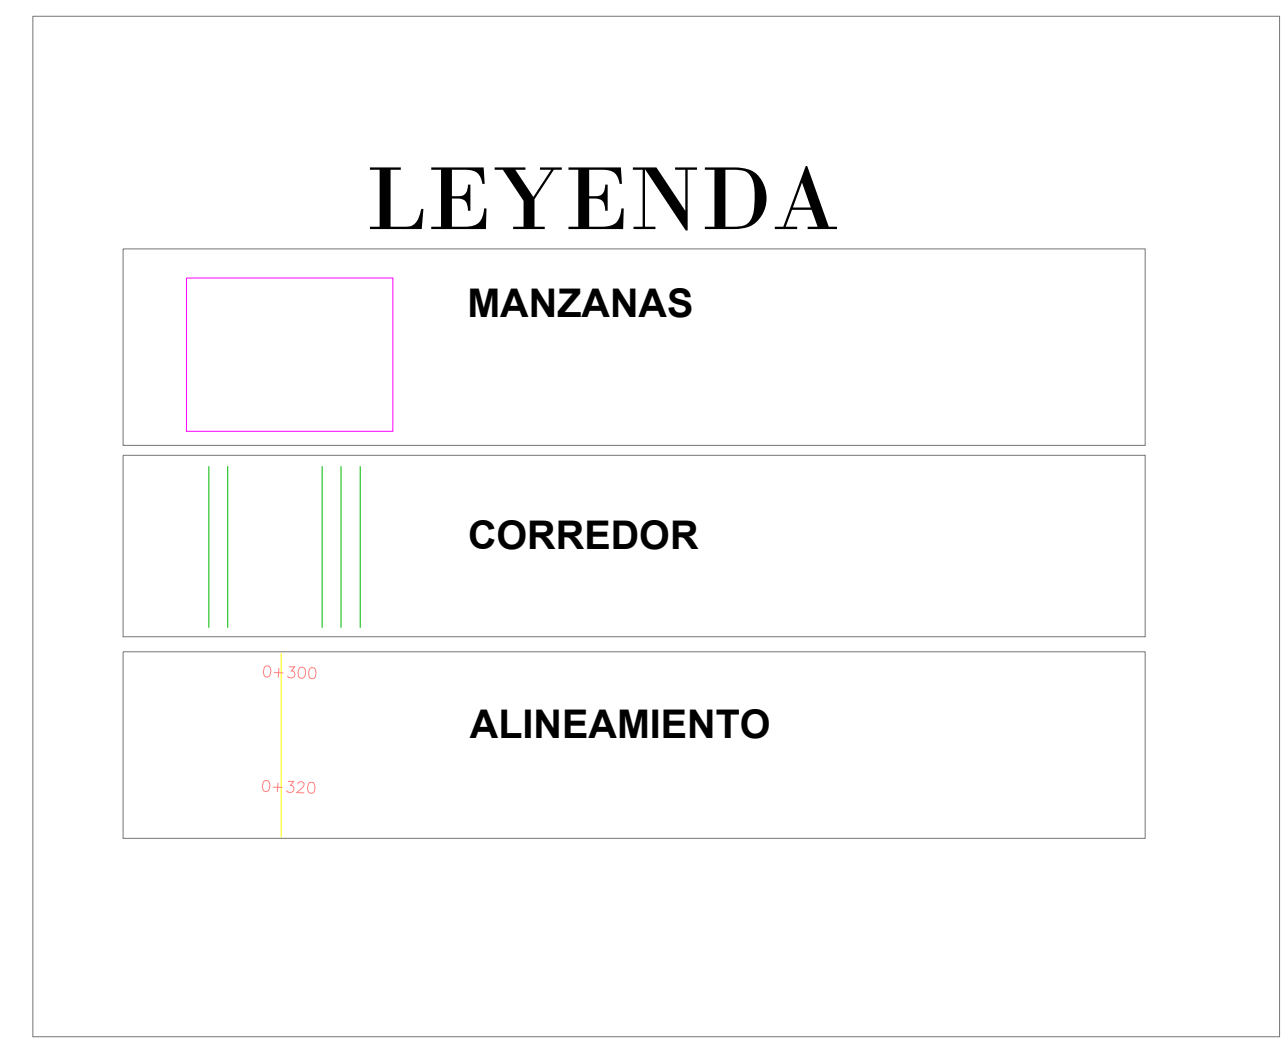 LEYENDA
MANZANAS
CORREDOR
0+300
ALINEAMIENTO
0+320